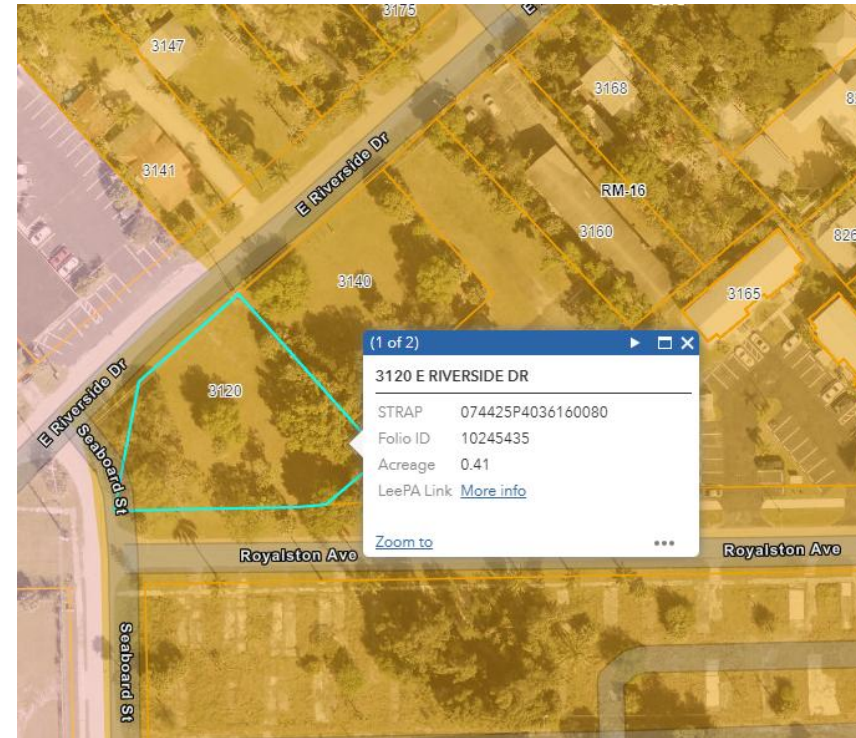 3175
E
3147
3168
3141
E Riverside Dr
RM-16
3160
3140
3165
(1 of 2)
3120 E RIVERSIDE DR
STRAP 074425P4036160080
Folio ID 10245435
Acreage 0.41
LeePA Link More info
Zoom to
3120
E Riverside Dr
Seaboard St
Royalston Ave
Royalston Ave
Seaboard St